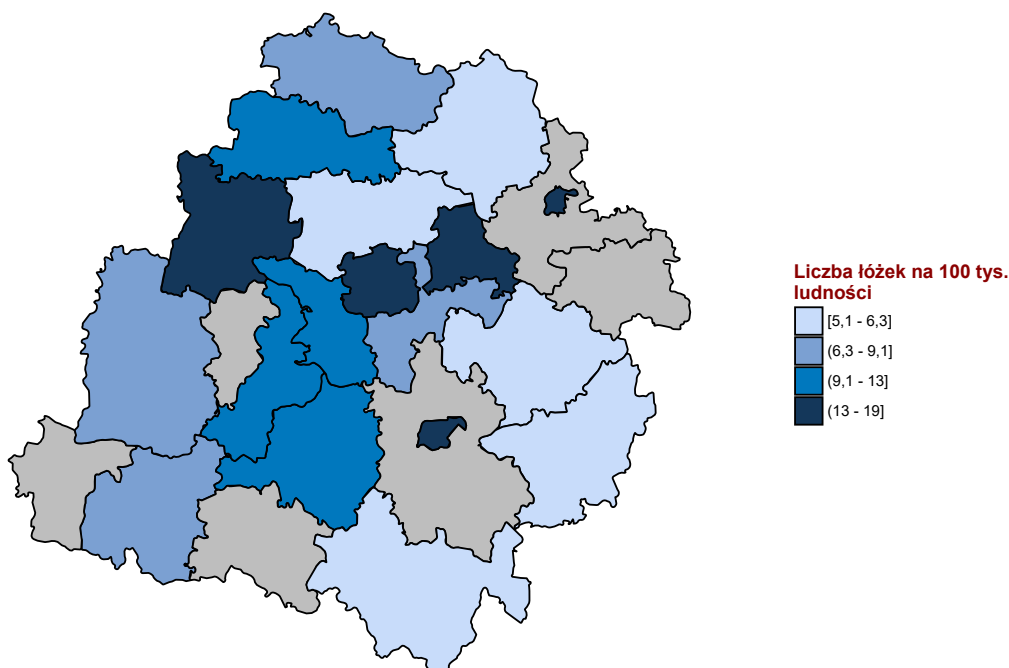 Liczba łóżek na 100 tys.
ludności
[5,1 - 6,3]
(6,3 - 9,1]
(9,1 - 13]
(13 - 19]